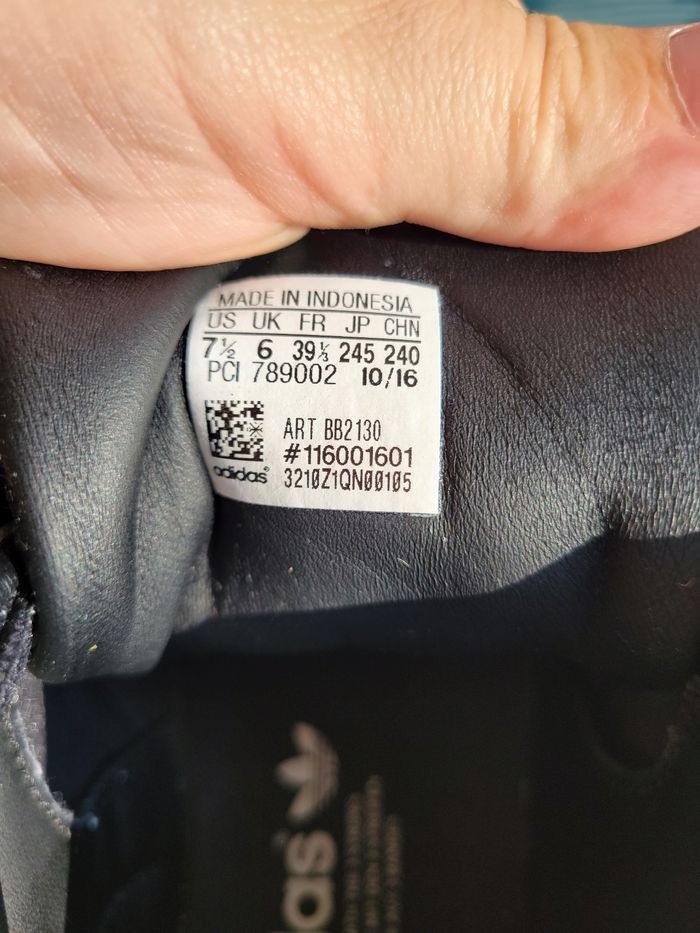 MADE IN INDONESIA
US UK FR JP CHN
7½ 6 39⅓ 245 240
PCI 789002 10/16
ART BB2130
#116001601
adidas® 3210Z1QN00105
das